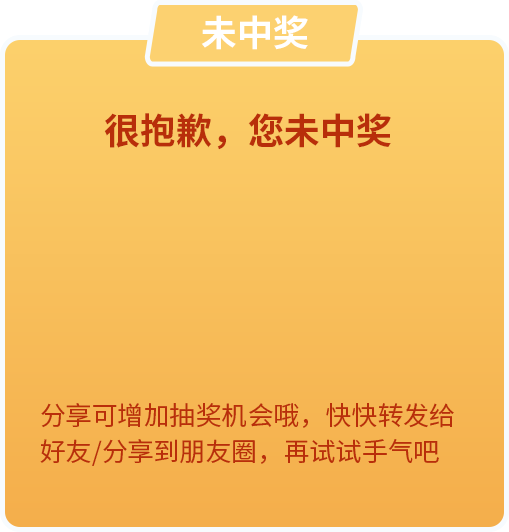 未中奖
很抱歉，您未中奖
分享可增加抽奖机会哦，快快转发给
好友/分享到朋友圈，再试试手气吧